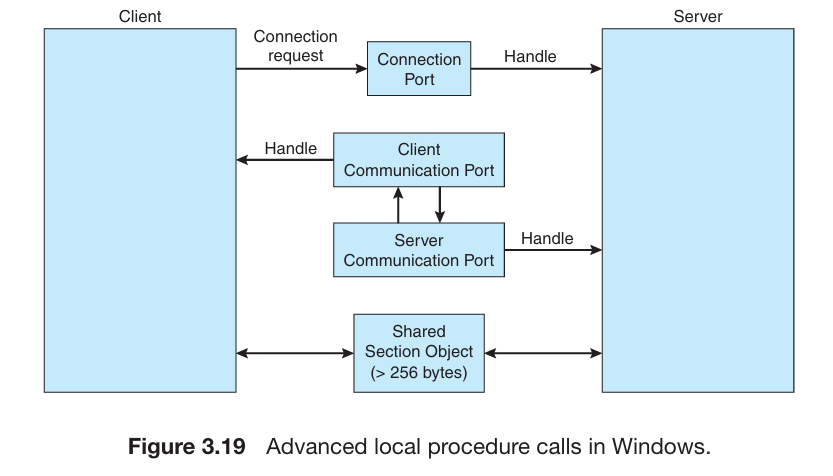 Client
Server
Connection
request
Connection
Port
Handle
Handle
Client
Communication Port
Server
Communication Port
Handle
Shared
Section Object
(> 256 bytes)
Figure 3.19 Advanced local procedure calls in Windows.